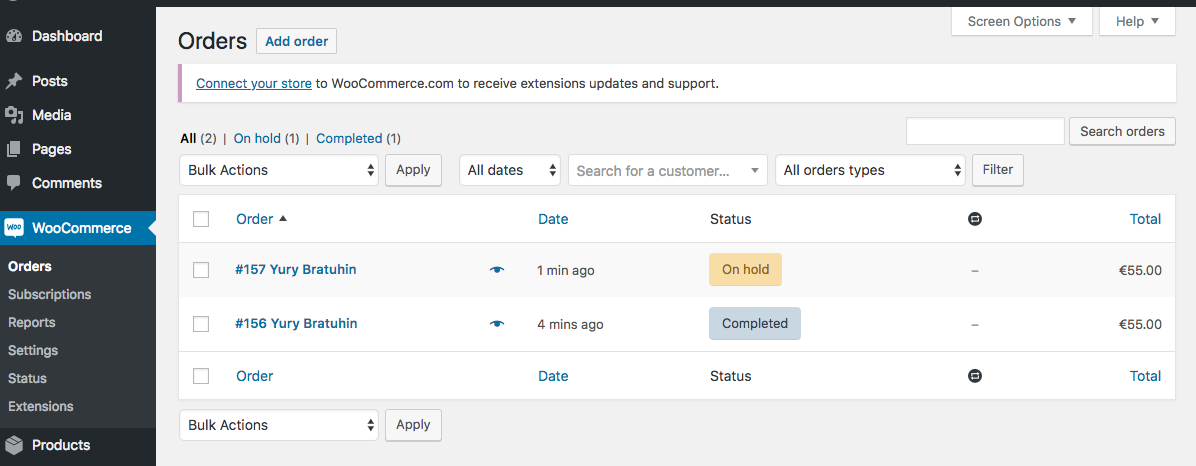 Screen Options Help
Orders Add order
Connect your store to WooCommerce.com to receive extensions updates and support.
All (2) | On hold (1) | Completed (1)
Search orders
Bulk Actions Apply All dates Search for a customer... All orders types Filter
Order Date Status Total
#157 Yury Bratuhin 1 min ago On hold – €55.00
#156 Yury Bratuhin 4 mins ago Completed – €55.00
Order Date Status Total
Bulk Actions Apply
Dashboard
Posts
Media
Pages
Comments
Woo WooCommerce
Orders
Subscriptions
Reports
Settings
Status
Extensions
Products